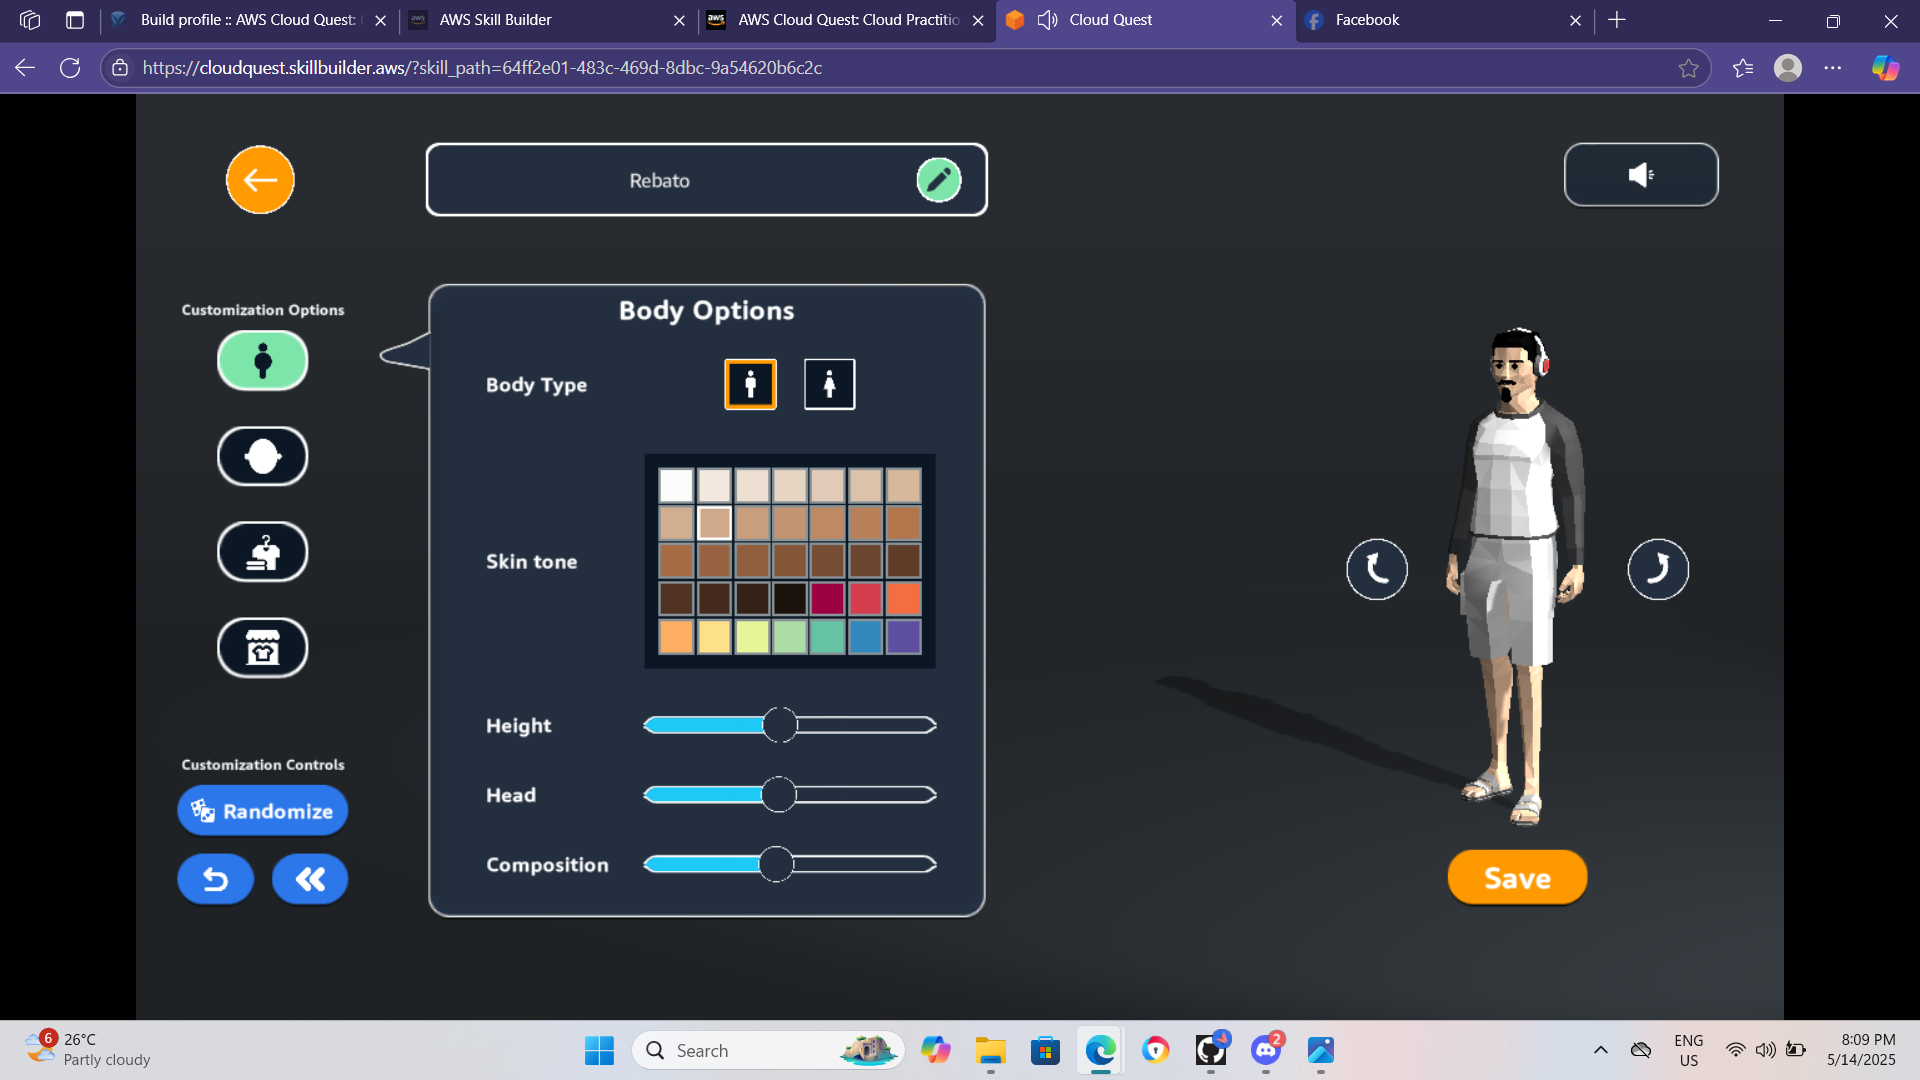 Build profile :: AWS Cloud Quest:
AWS Skill Builder
aws
AWS Cloud Quest: Cloud Practitio
Cloud Quest
Facebook
https://cloudquest.skillbuilder.aws/?skill_path=64ff2e01-483c-469d-8dbc-9a54620b6c2c
Rebato
Customization Options
Body Options
Body Type
Skin tone
Height
Head
Composition
Customization Controls
Randomize
Save
6
26°C
Partly cloudy
Search
2
ENG
US
8:09 PM
5/14/2025